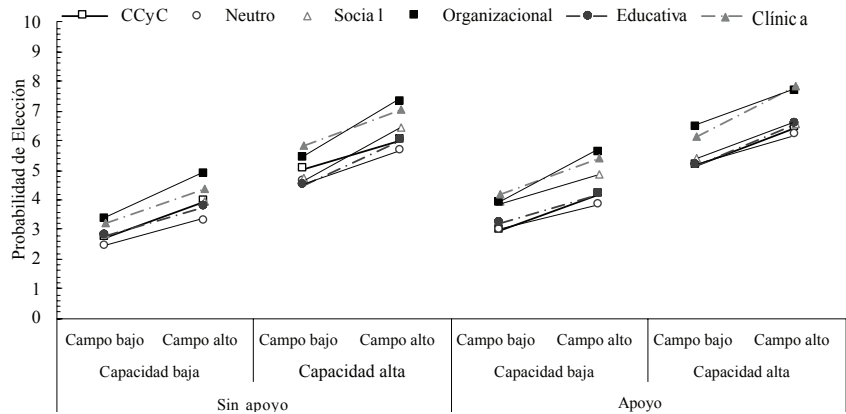 CCyC Neutro Social Organizacional Educativa Clínica
Probabilidad de Elección
10
9
8
7
6
5
4
3
2
1
0
Campo bajo Campo alto Campo bajo Campo alto Campo bajo Campo alto Campo bajo Campo alto
Capacidad baja Capacidad alta Capacidad baja Capacidad alta
Sin apoyo Apoyo